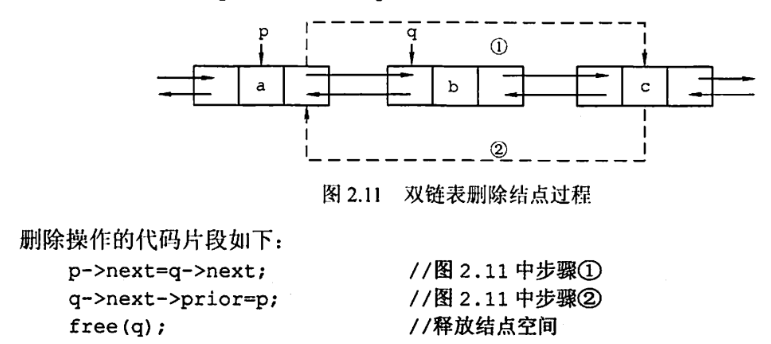 p q
①
a b c
②
图 2.11 双链表删除结点过程
删除操作的代码片段如下：
p->next=q->next; //图 2.11 中步骤①
q->next->prior=p; //图 2.11 中步骤②
free(q); //释放结点空间